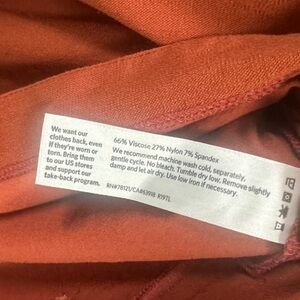 We want our
clothes back, even
if they're worn or
torn. Bring them
to our US stores
and support our
take-back program.
66% Viscose 27% Nylon 7% Spandex
We recommend machine wash cold, separately,
gentle cycle. No bleach. Tumble dry low. Remove slightly
damp and let air dry. Use low iron if necessary.